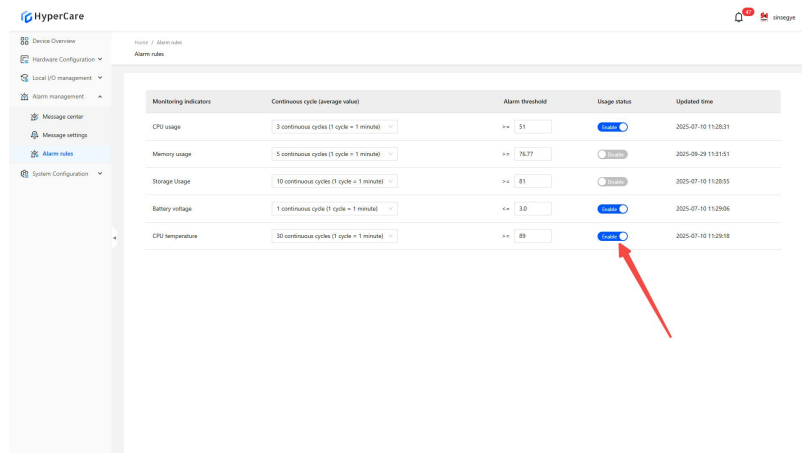 HyperCare
47
sinsegye
Device Overview
Hardware Configuration
Local I/O management
Alarm management
Message center
Message settings
Alarm rules
System Configuration
Home / Alarm rules
Alarm rules
Monitoring indicators Continuous cycle (average value) Alarm threshold Usage status Updated time
CPU usage 3 continuous cycles (1 cycle = 1 minute) >= 51 Enable 2025-07-10 11:28:31
Memory usage 5 continuous cycles (1 cycle = 1 minute) >= 76.77 Disable 2025-09-29 11:31:51
Storage Usage 10 continuous cycles (1 cycle = 1 minute) >= 81 Disable 2025-07-10 11:28:55
Battery voltage 1 continuous cycle (1 cycle = 1 minute) <= 3.0 Enable 2025-07-10 11:29:06
CPU temperature 30 continuous cycles (1 cycle = 1 minute) >= 89 Enable 2025-07-10 11:29:18